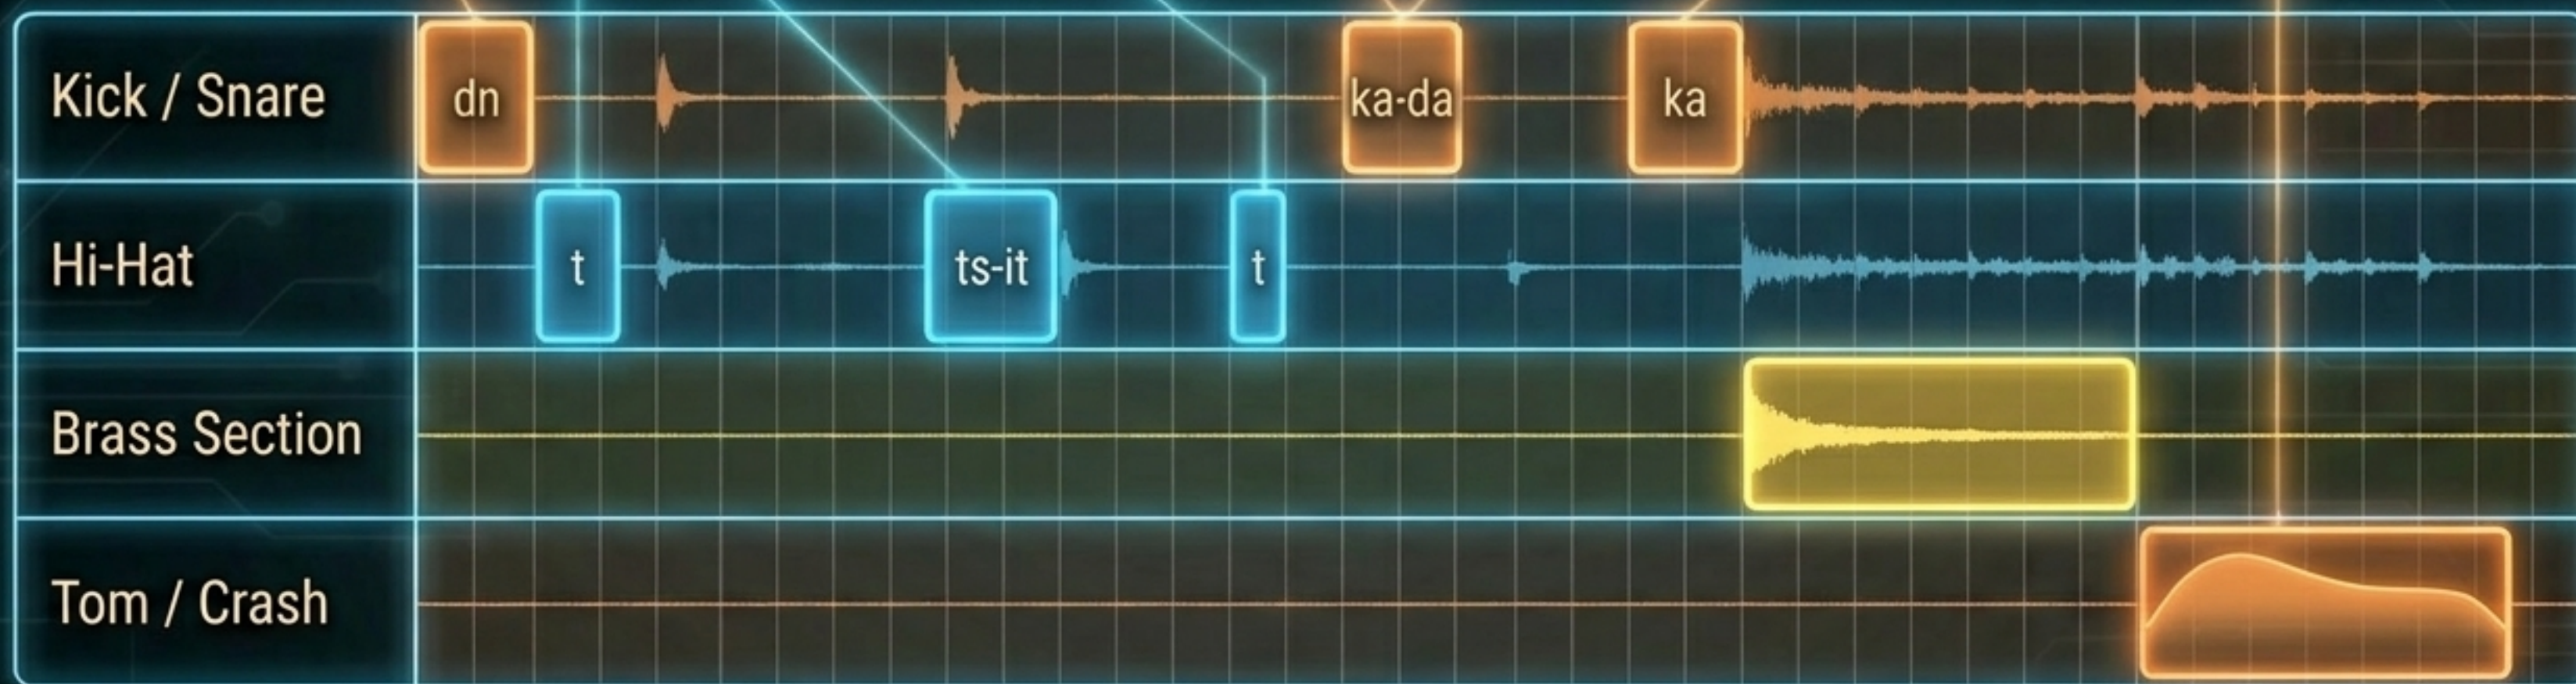 Kick / Snare
dn
ka-da
ka
Hi-Hat
t
ts-it
t
Brass Section
Tom / Crash